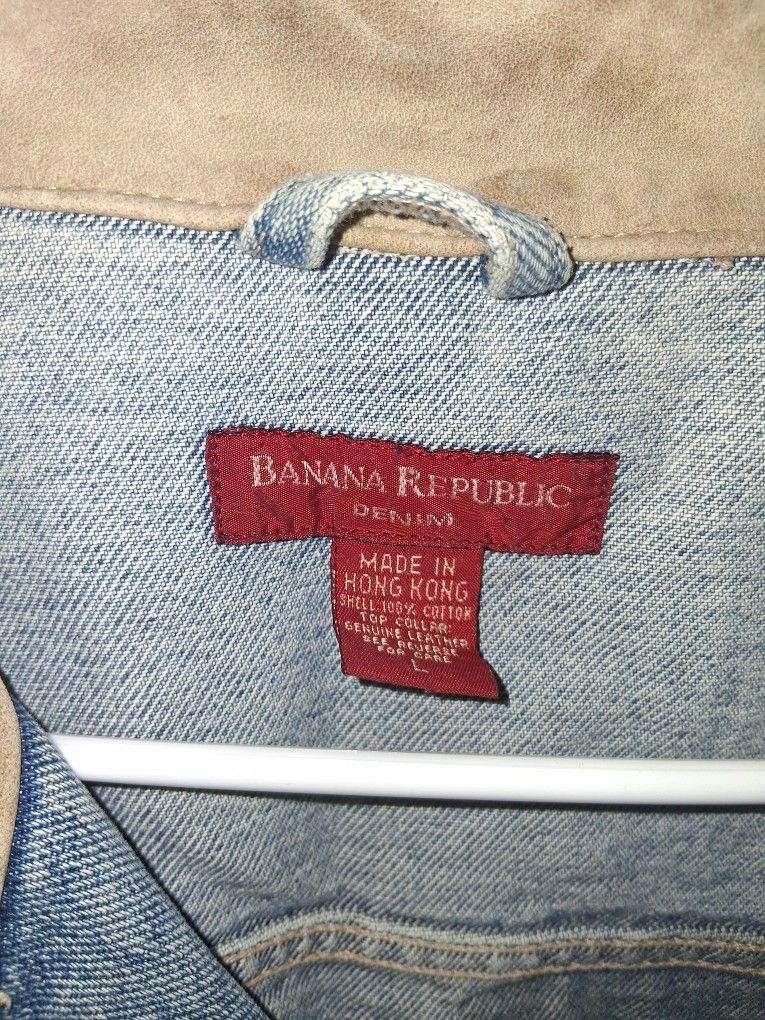 BANANA REPUBLIC
DENIM
MADE IN
HONG KONG
SHELL 100% COTTON
TOP COLLAR
GENUINE LEATHER
SEE REVERSE
FOR CARE
L